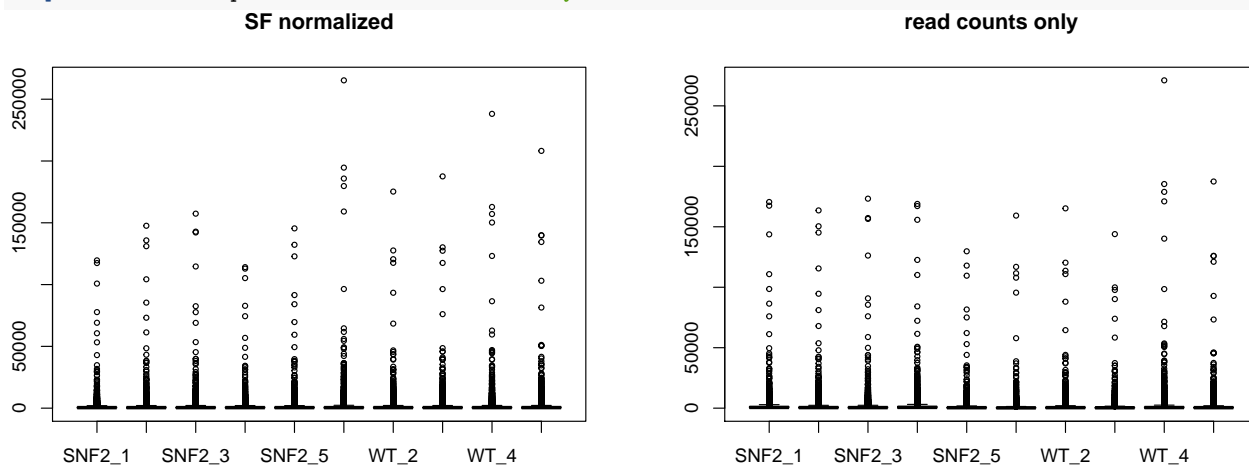 SF normalized
read counts only
250000
150000
50000
0
SNF2_1 SNF2_3 SNF2_5 WT_2 WT_4
250000
150000
50000
0
SNF2_1 SNF2_3 SNF2_5 WT_2 WT_4